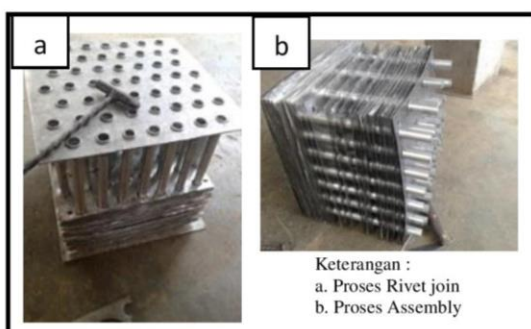 a
b
Keterangan :
a. Proses Rivet join
b. Proses Assembly